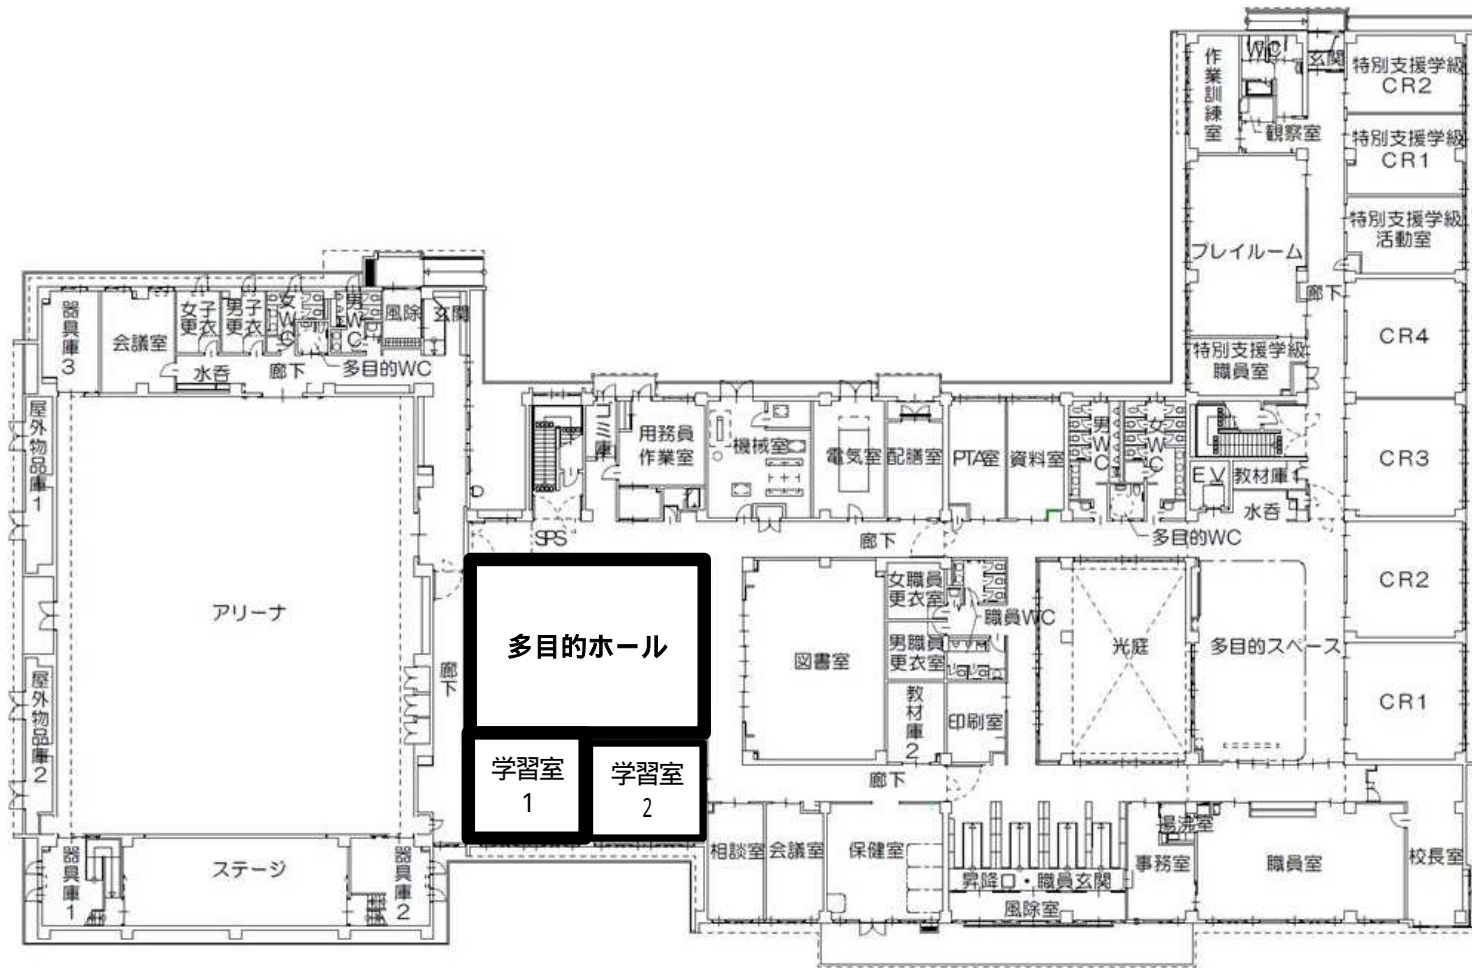 作業訓練室
WC
玄関
特別支援学級
CR2
観察室
特別支援学級
CR1
特別支援学級
活動室
プレイルーム
廊下
特別支援学級
職員室
CR4
CR3
CR2
CR1
器具庫3
会議室
女子更衣
男子更衣
女WC
男WC
風除
玄関
水呑
廊下
多目的WC
屋外物品庫1
アリーナ
屋外物品庫2
廊下
器具庫1
ステージ
器具庫2
庫
用務員
作業室
機械室
電気室
配膳室
PTA室
資料室
男WC
女WC
EV
教材庫1
水呑
SPS
廊下
多目的WC
多目的ホール
学習室
1
学習室
2
図書室
女職員
更衣室
職員WC
男職員
更衣室
教材庫2
印刷室
光庭
多目的スペース
廊下
相談室
会議室
保健室
昇降口・職員玄関
風除室
湯沸室
事務室
職員室
校長室